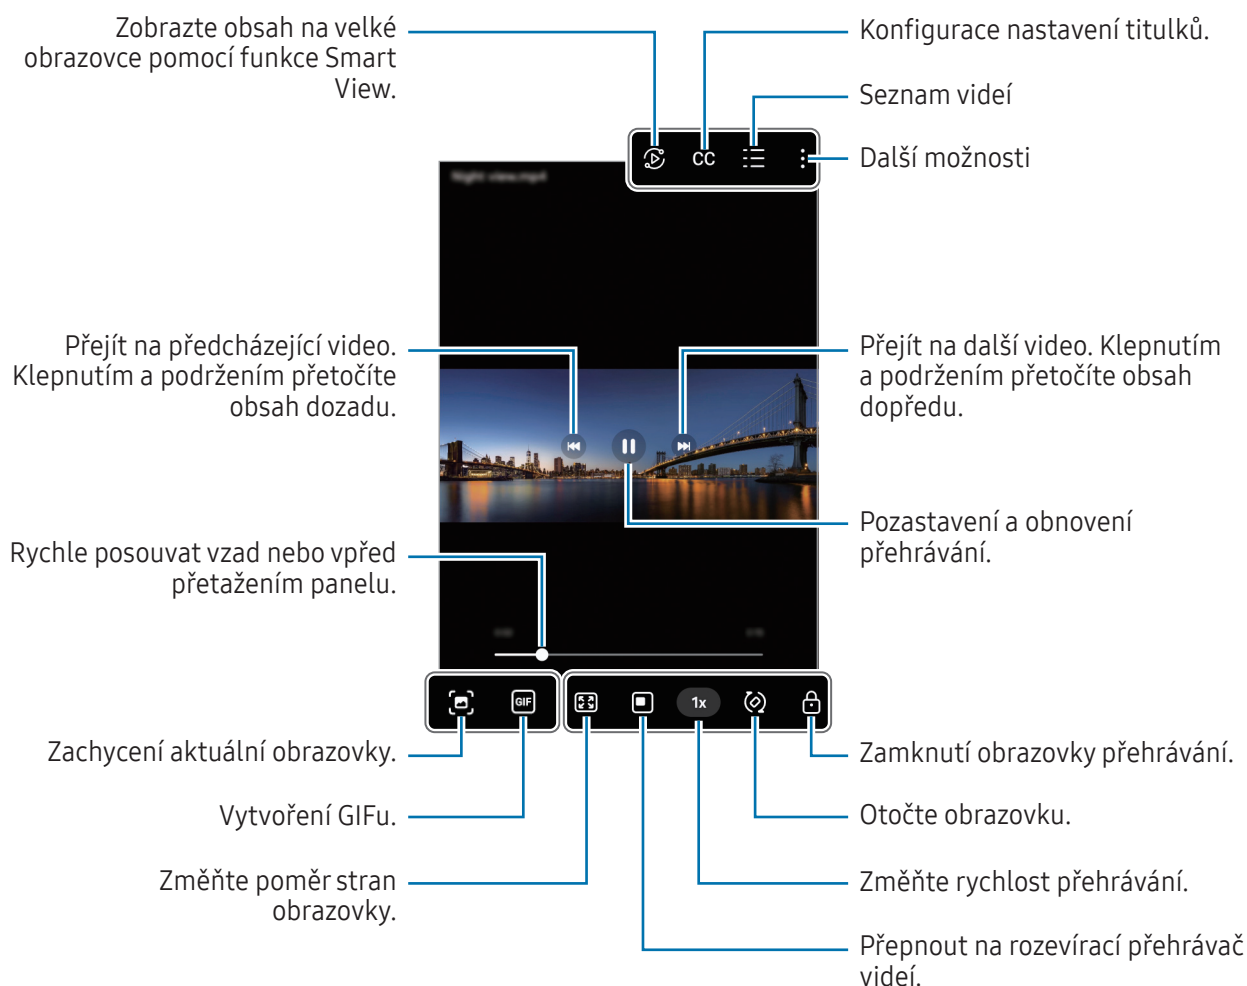 Zobrazte obsah na velké
obrazovce pomocí funkce Smart
View.
Konfigurace nastavení titulků.
Seznam videí
Další možnosti
CC
Night view.mp4
Přejít na předcházející video.
Klepnutím a podržením přetočíte
obsah dozadu.
Přejít na další video. Klepnutím
a podržením přetočíte obsah
dopředu.
Pozastavení a obnovení
přehrávání.
Rychle posouvat vzad nebo vpřed
přetažením panelu.
GIF
1x
Zachycení aktuální obrazovky.
Vytvoření GIFu.
Změňte poměr stran
obrazovky.
Zamknutí obrazovky přehrávání.
Otočte obrazovku.
Změňte rychlost přehrávání.
Přepnout na rozevírací přehrávač
videí.